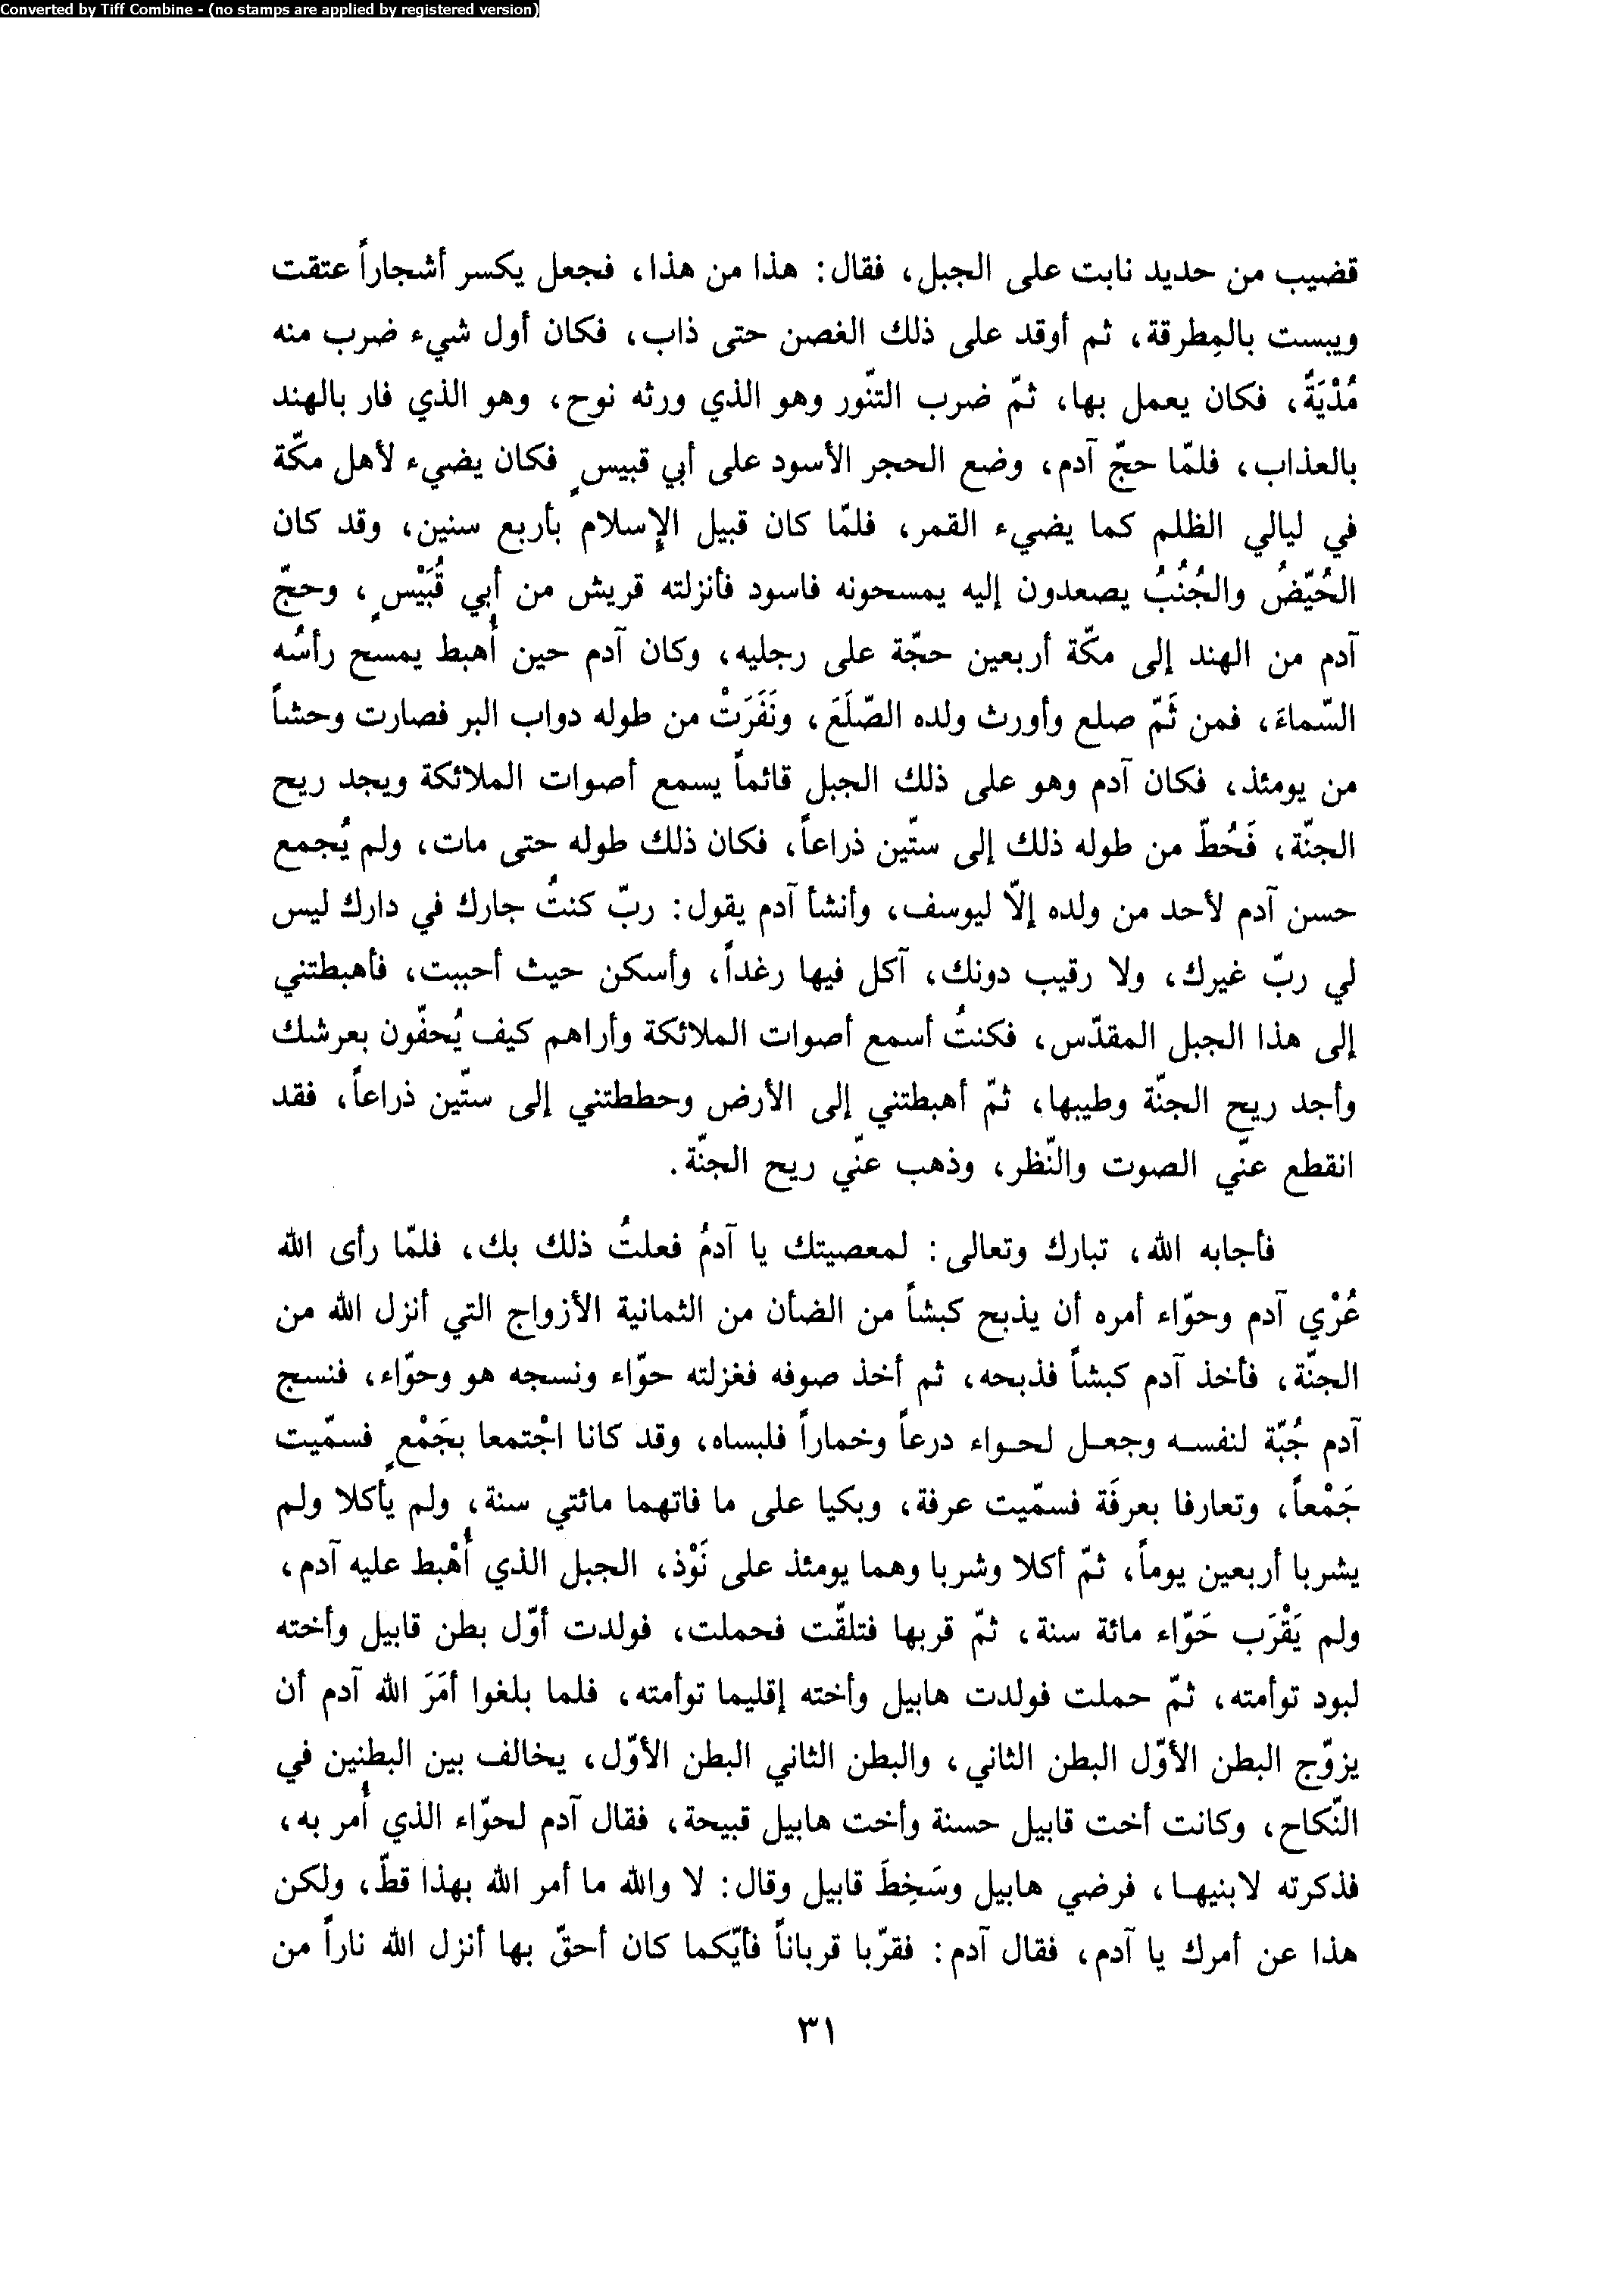 Converted by Tiff Combine - (no stamps are applied by registered version)
قضيب من حديد نابت على الجبل، فقال: هذا من هذا، فجعل يكسر أشجاراً عتقت
ويبست بالمِطرقة، ثم أوقد على ذلك الغصن حتى ذاب، فكان أول شيء ضرب منه
مُدْيَةً، فكان يعمل بها، ثمّ ضرب التنّور وهو الذي ورثه نوح، وهو الذي فار بالهند
بالعذاب، فلمّا حجّ آدم، وضع الحجر الأسود على أبي قبيسٍ فكان يضيء لأهل مكّة
في ليالي الظلم كما يضيء القمر، فلمّا كان قبيل الإسلام بأربع سنين، وقد كان
الحُيّضُ والجُنُبُ يصعدون إليه يمسحونه فاسود فأنزلته قريش من أبي قُبَيْسٍ، وحجّ
آدم من الهند إلى مكّة أربعين حجّة على رجليه، وكان آدم حين أُهبط يمسح رأسُه
السّماءَ، فمن ثَمّ صلع وأورث ولده الصّلَعَ، ونَفَرَتْ من طوله دواب البر فصارت وحشاً
من يومئذ، فكان آدم وهو على ذلك الجبل قائماً يسمع أصوات الملائكة ويجد ريح
الجنّة، فَحُطّ من طوله ذلك إلى ستّين ذراعاً، فكان ذلك طوله حتى مات، ولم يُجمع
حسن آدم لأحد من ولده إلّا ليوسف، وأنشأ آدم يقول: ربّ كنتُ جارك في دارك ليس
لي ربّ غيرك، ولا رقيب دونك، آكل فيها رغداً، وأسكن حيث أحببت، فأهبطتني
إلى هذا الجبل المقدّس، فكنتُ أسمع أصوات الملائكة وأراهم كيف يُحفّون بعرشك
وأجد ريح الجنّة وطيبها، ثمّ أهبطتني إلى الأرض وحططتني إلى ستّين ذراعاً، فقد
انقطع عنّي الصوت والنّظر، وذهب عنّي ريح الجنّة.
فأجابه الله، تبارك وتعالى: لمعصيتك يا آدمُ فعلتُ ذلك بك، فلمّا رأى الله
عُرْي آدم وحوّاء أمره أن يذبح كبشاً من الضأن من الثمانية الأزواج التي أنزل الله من
الجنّة، فأخذ آدم كبشاً فذبحه، ثم أخذ صوفه فغزلته حوّاء ونسجه هو وحوّاء، فنسج
آدم جُبّة لنفسه وجعل لحواء درعاً وخماراً فلبساه، وقد كانا اجْتمعا بجَمْعٍ فسمّيت
جَمْعاً، وتعارفا بعرفَة فسمّيت عرفة، وبكيا على ما فاتهما مائتي سنة، ولم يأكلا ولم
يشربا أربعين يوماً، ثمّ أكلا وشربا وهما يومئذ على نَوْذ، الجبل الذي أُهْبط عليه آدم،
ولم يَقْرَب حَوّاء مائة سنة، ثمّ قربها فتلقّت فحملت، فولدت أوّل بطن قابيل وأخته
لبود توأمته، ثمّ حملت فولدت هابيل وأخته إقليما توأمته، فلما بلغوا أمَرَ الله آدم أن
يزوّج البطن الأوّل البطن الثاني، والبطن الثاني البطن الأوّل، يخالف بين البطنين في
النّكاح، وكانت أخت قابيل حسنة وأخت هابيل قبيحة، فقال آدم لحوّاء الذي أُمر به،
فذكرته لابنيها، فرضي هابيل وسَخِطَ قابيل وقال: لا والله ما أمر الله بهذا قطّ، ولكن
هذا عن أمرك يا آدم، فقال آدم: فقرّبا قرباناً فأيّكما كان أحقّ بها أنزل الله ناراً من
٣١